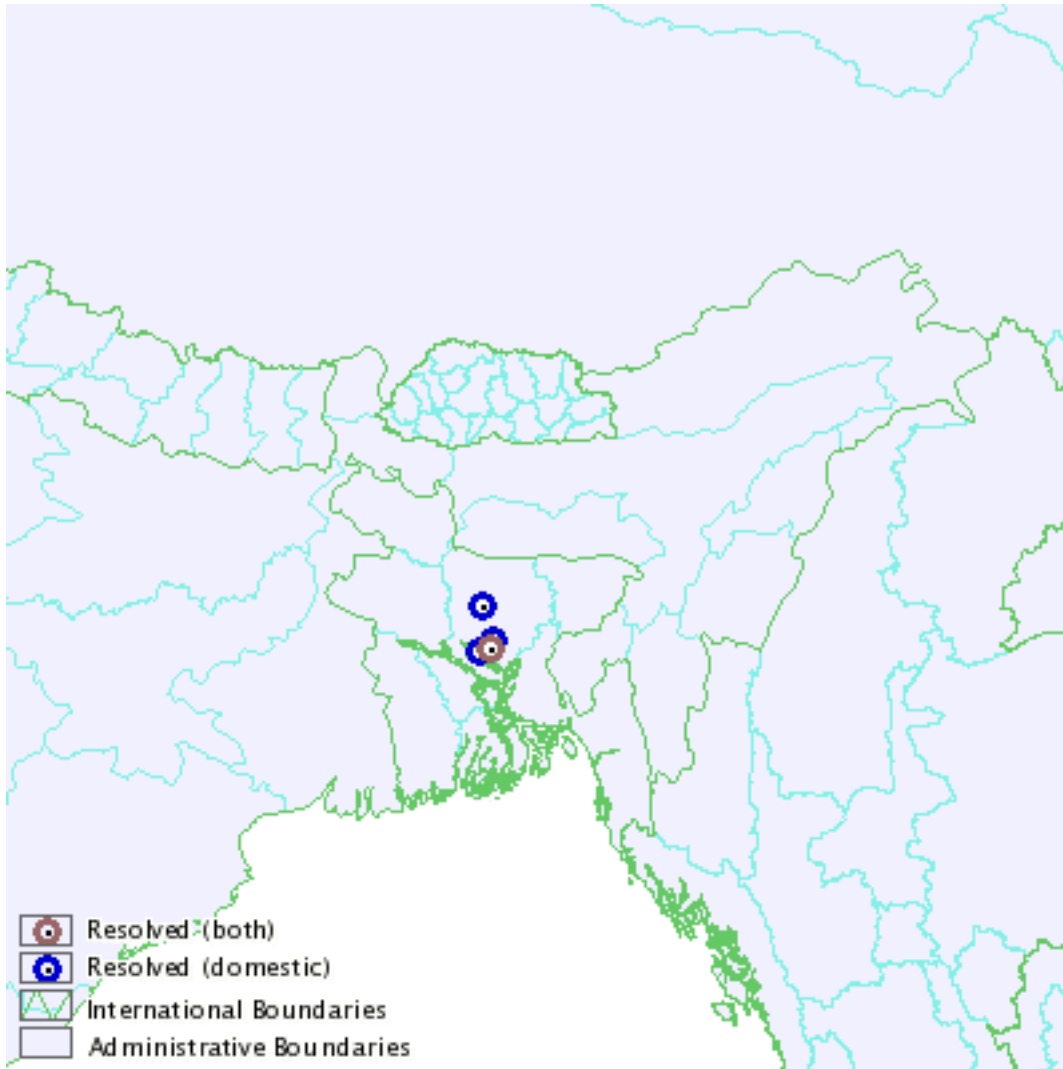 Resolved (both)
Resolved (domestic)
International Boundaries
Administrative Boundaries